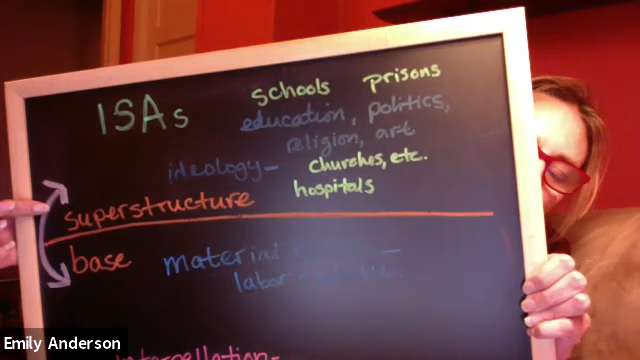 ISAs schools prisons
education, politics,
religion, art
ideology- churches, etc.
hospitals
superstructure
base material
labor
interpellation-
Emily Anderson